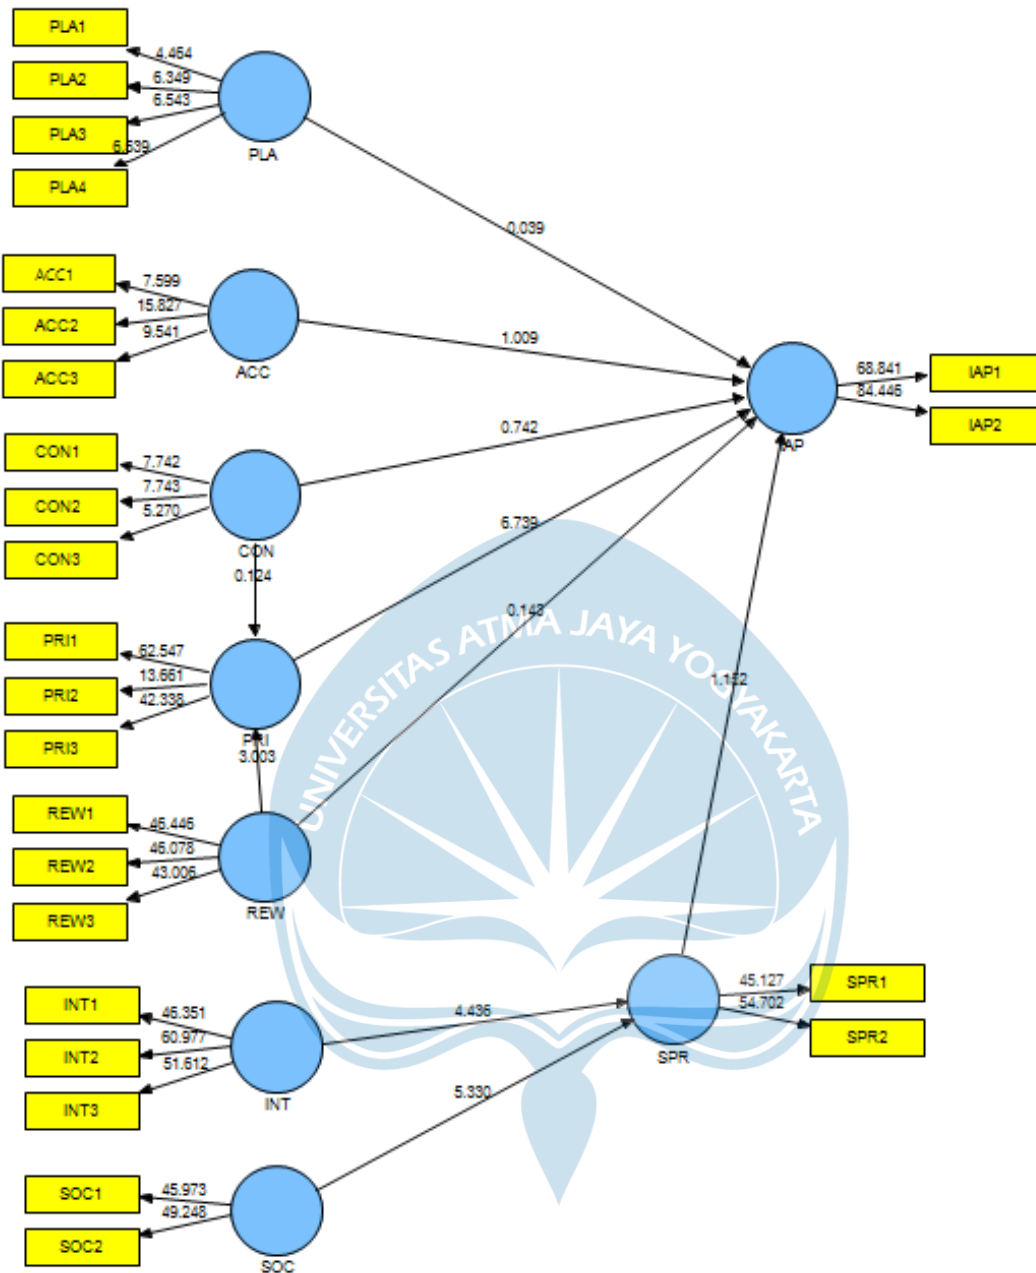 PLA1
4.464
PLA2
6.349
6.543
PLA3
6.539
PLA4
PLA
0.039
ACC1
7.599
15.827
ACC2
9.541
ACC3
ACC
1.009
68.841
IAP1
84.446
IAP2
IAP
CON1
7.742
7.743
CON2
5.270
CON3
CON
0.742
0.124
6.739
0.143
UNIVERSITAS ATMA JAYA YOGYAKARTA
PRI1
62.547
13.661
PRI2
42.338
PRI3
PRI
3.003
1.152
REW1
46.446
46.078
REW2
43.006
REW3
REW
INT1
46.351
60.977
INT2
51.612
INT3
INT
4.436
45.127
SPR1
54.702
SPR2
SPR
5.330
SOC1
45.973
49.248
SOC2
SOC